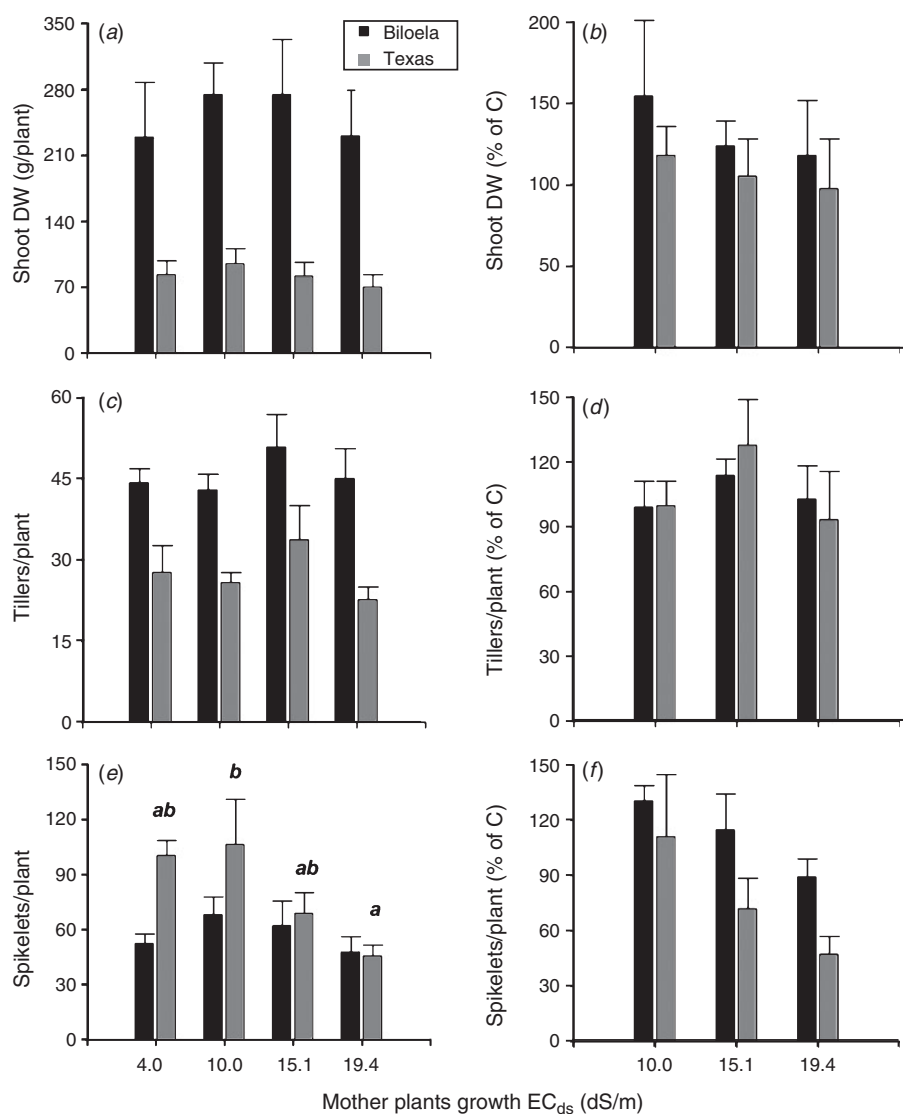 (a)
Shoot DW (g/plant)
350
280
210
140
70
0
Biloela
Texas
(b)
Shoot DW (% of C)
200
150
100
50
0
(c)
Tillers/plant
60
45
30
15
0
(d)
Tillers/plant (% of C)
150
120
90
60
30
0
(e)
Spikelets/plant
150
120
90
60
30
0
ab
b
ab
a
4.0 10.0 15.1 19.4
(f)
Spikelets/plant (% of C)
150
120
90
60
30
0
10.0 15.1 19.4
Mother plants growth ECds (dS/m)